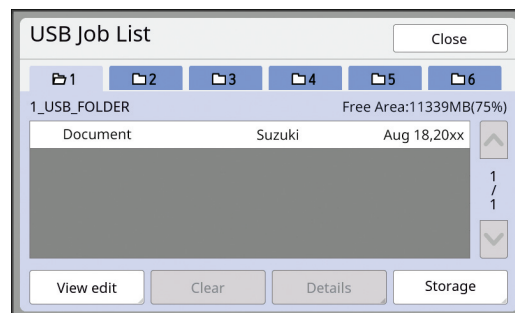 USB Job List Close
1 2 3 4 5 6
1_USB_FOLDER Free Area:11339MB(75%)
Document Suzuki Aug 18,20xx
1
/
1
View edit Clear Details Storage